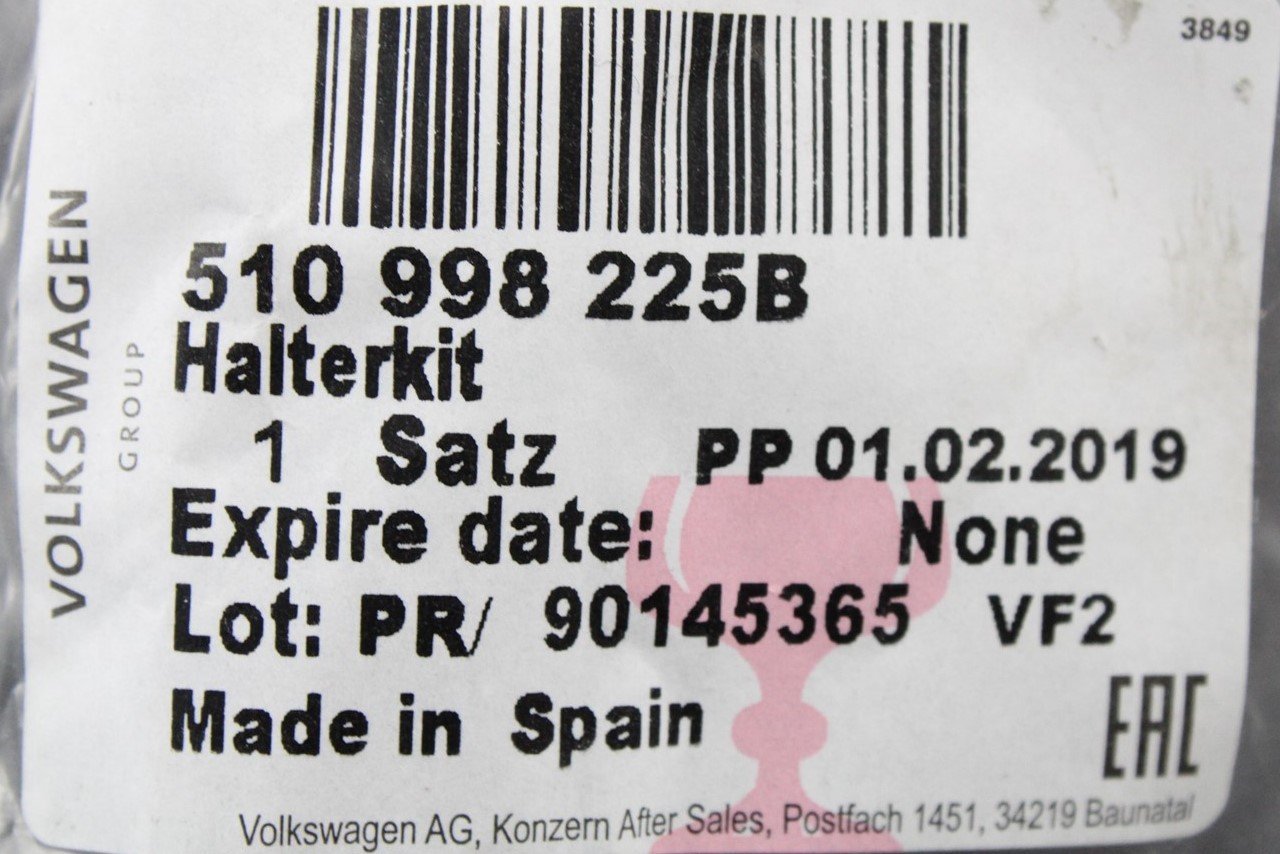 3849
VOLKSWAGEN
GROUP
510 998 225B
Halterkit
1 Satz PP 01.02.2019
Expire date: None
Lot: PR/ 90145365 VF2
Made in Spain
EAC
Volkswagen AG, Konzern After Sales, Postfach 1451, 34219 Baunatal